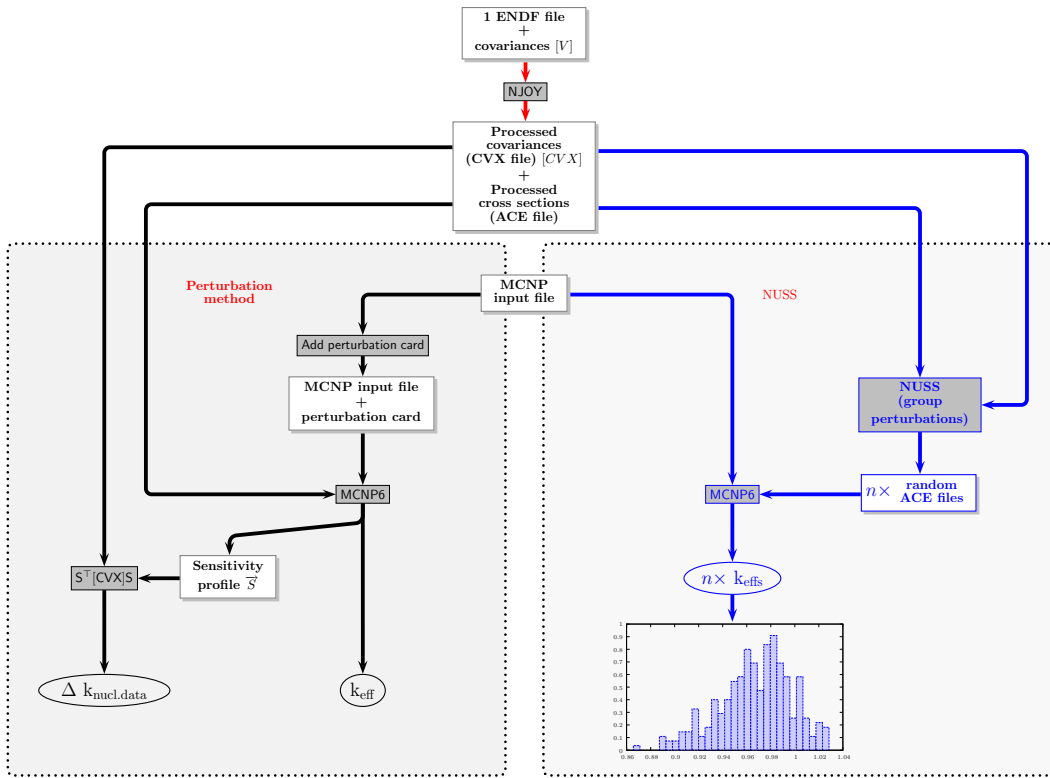 1 ENDF file
+
covariances [V]
NJOY
Processed
covariances
(CVX file) [CVX]
+
Processed
cross sections
(ACE file)
Perturbation
method
MCNP
input file
NUSS
Add perturbation card
MCNP input file
+
perturbation card
NUSS
(group
perturbations)
MCNP6
MCNP6
n× random
ACE files
S⊤[CVX]S
Sensitivity
profile S⃗
n× k_effs
Δ k_nucl.data
k_eff
1
0.9
0.8
0.7
0.6
0.5
0.4
0.3
0.2
0.1
0
0.86 0.88 0.9 0.92 0.94 0.96 0.98 1 1.02 1.04